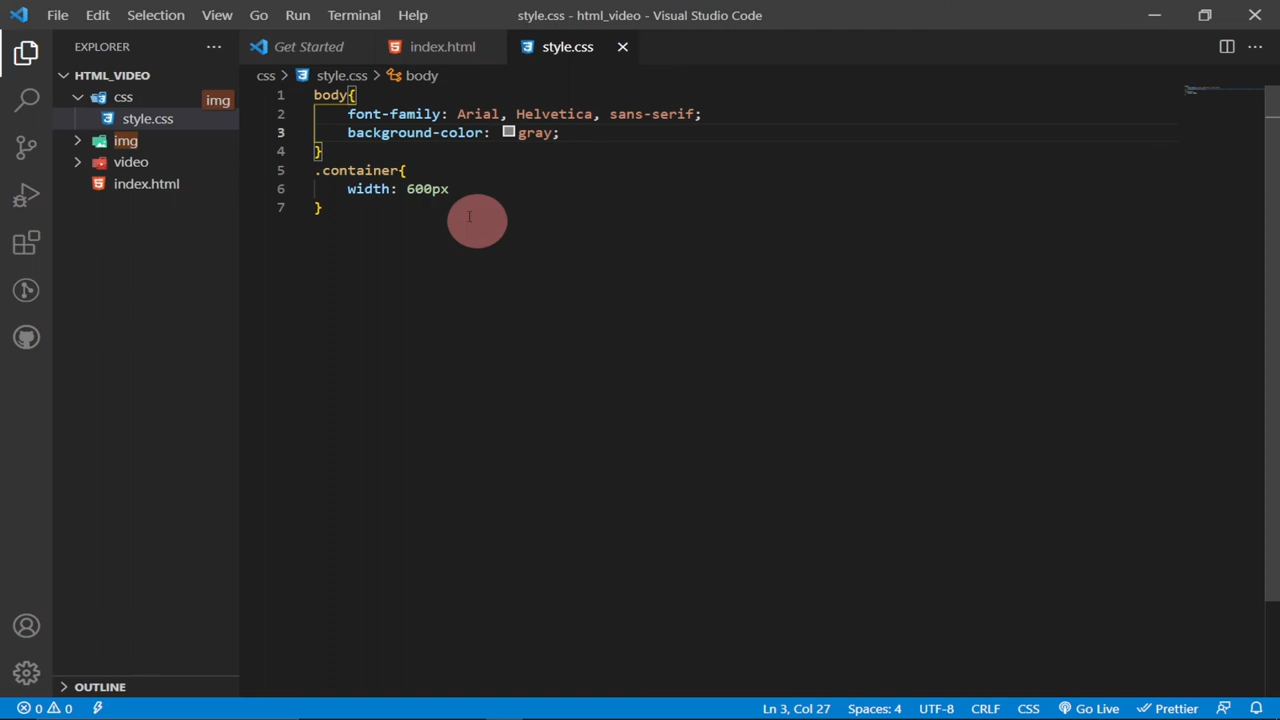 File Edit Selection View Go Run Terminal Help style.css - html_video - Visual Studio Code
EXPLORER
Get Started index.html style.css
HTML_VIDEO
css
img
style.css
img
video
index.html
OUTLINE
css > style.css > body
1 body{
2 font-family: Arial, Helvetica, sans-serif;
3 background-color: gray;
4 }
5 .container{
6 width: 600px
7 }
0 0 Ln 3, Col 27 Spaces: 4 UTF-8 CRLF CSS Go Live Prettier